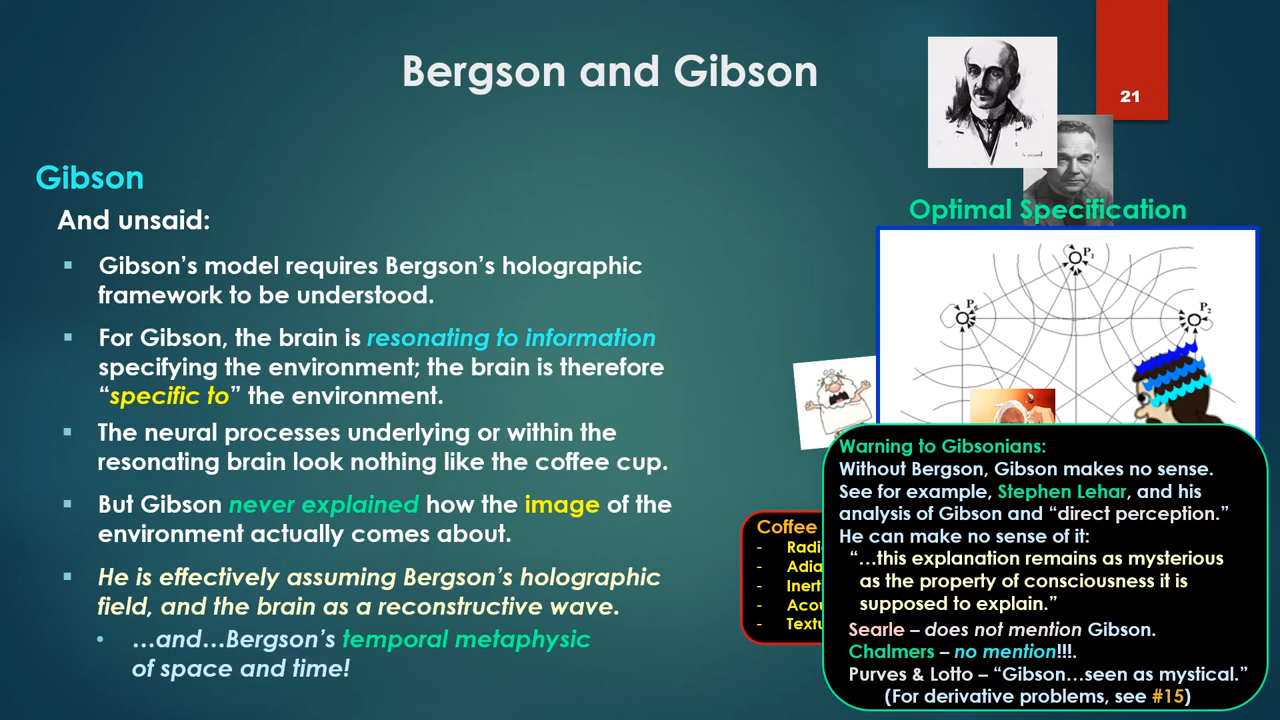 Bergson and Gibson
21
Gibson
And unsaid:
Gibson's model requires Bergson's holographic
framework to be understood.
For Gibson, the brain is resonating to information
specifying the environment; the brain is therefore
“specific to” the environment.
The neural processes underlying or within the
resonating brain look nothing like the coffee cup.
But Gibson never explained how the image of the
environment actually comes about.
He is effectively assuming Bergson's holographic
field, and the brain as a reconstructive wave.
…and…Bergson's temporal metaphysic
of space and time!
Optimal Specification
P1
P6
P2
Coffee
- Radi
- Adia
- Inert
- Acou
- Textu
Warning to Gibsonians:
Without Bergson, Gibson makes no sense.
See for example, Stephen Lehar, and his
analysis of Gibson and “direct perception.”
He can make no sense of it:
“…this explanation remains as mysterious
as the property of consciousness it is
supposed to explain.”
Searle – does not mention Gibson.
Chalmers – no mention!!!.
Purves & Lotto – “Gibson…seen as mystical.”
(For derivative problems, see #15)